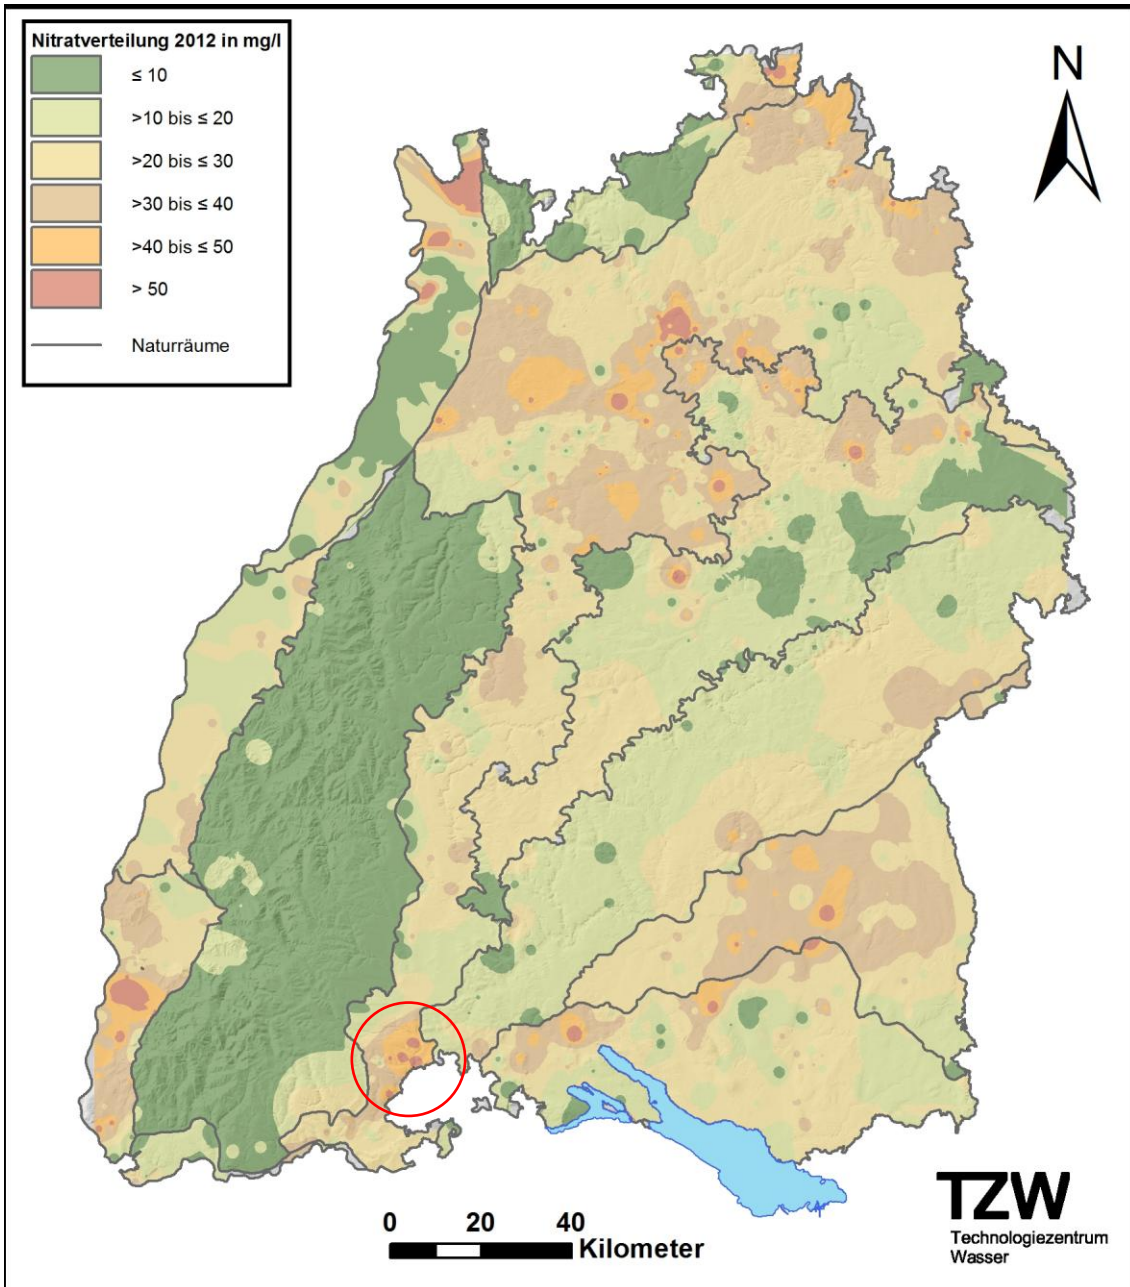 Nitratverteilung 2012 in mg/l
≤ 10
>10 bis ≤ 20
>20 bis ≤ 30
>30 bis ≤ 40
>40 bis ≤ 50
> 50
Naturräume
N
0 20 40
Kilometer
TZW
Technologiezentrum
Wasser